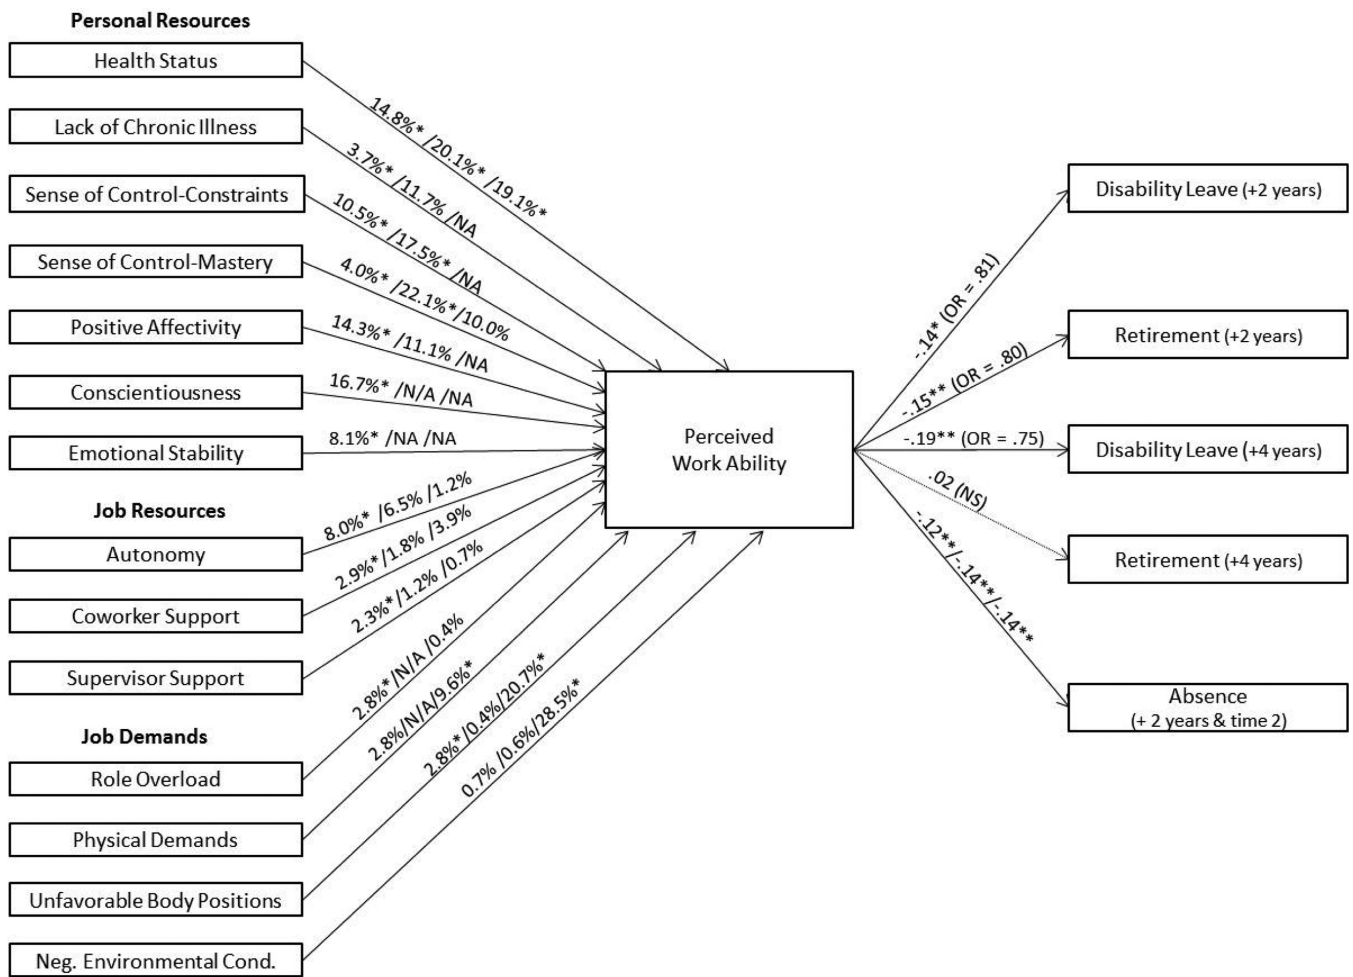 Personal Resources
Health Status
Lack of Chronic Illness
Sense of Control-Constraints
Sense of Control-Mastery
Positive Affectivity
Conscientiousness
Emotional Stability
Job Resources
Autonomy
Coworker Support
Supervisor Support
Job Demands
Role Overload
Physical Demands
Unfavorable Body Positions
Neg. Environmental Cond.
14.8%* /20.1%* /19.1%*
3.7%* /11.7% /NA
10.5%* /17.5%* /NA
4.0%* /22.1%* /10.0%
14.3%* /11.1% /NA
16.7%* /N/A /NA
8.1%* /NA /NA
8.0%* /6.5% /1.2%
2.9%*/1.8% /3.9%
2.3%*/1.2% /0.7%
2.8%*/N/A /0.4%
2.8%/N/A/9.6%*
2.8%*/0.4%/20.7%*
0.7% /0.6%/28.5%*
Perceived
Work Ability
-.14* (OR = .81)
-.15** (OR = .80)
-.19** (OR = .75)
.02 (NS)
-.12**/-.14**/-.14**
Disability Leave (+2 years)
Retirement (+2 years)
Disability Leave (+4 years)
Retirement (+4 years)
Absence
(+ 2 years & time 2)